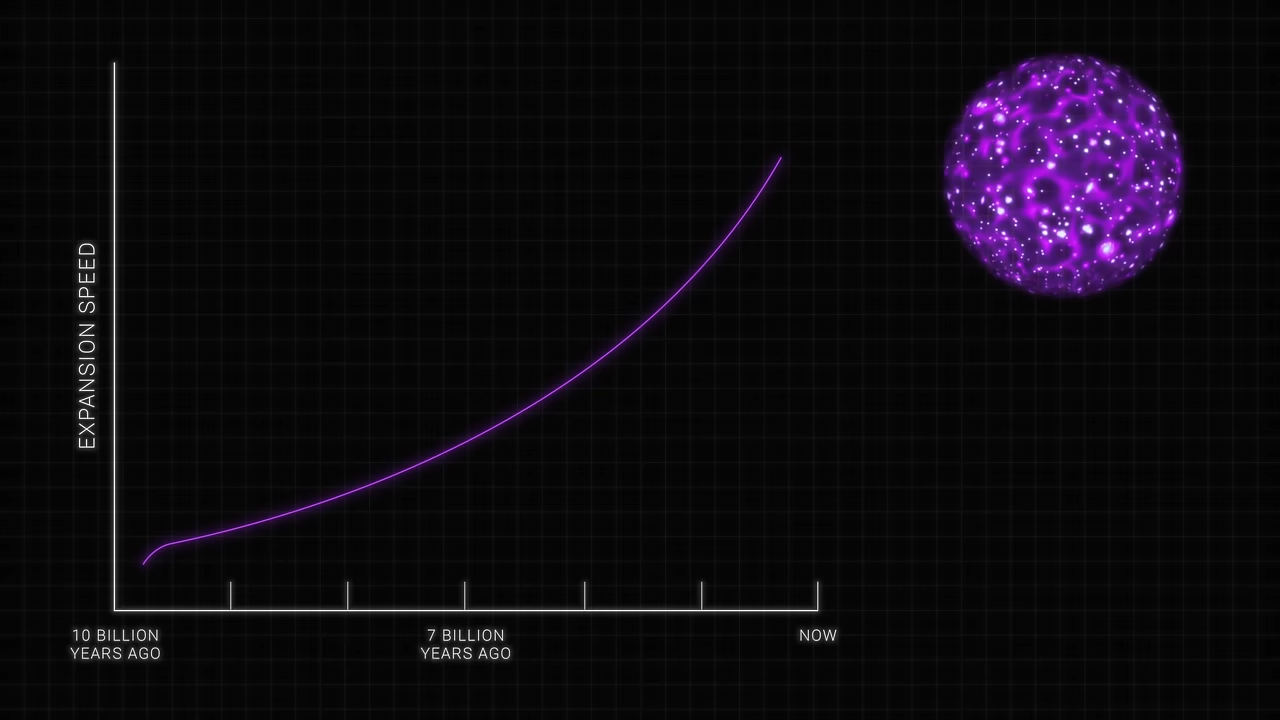 EXPANSION SPEED
10 BILLION
YEARS AGO
7 BILLION
YEARS AGO
NOW